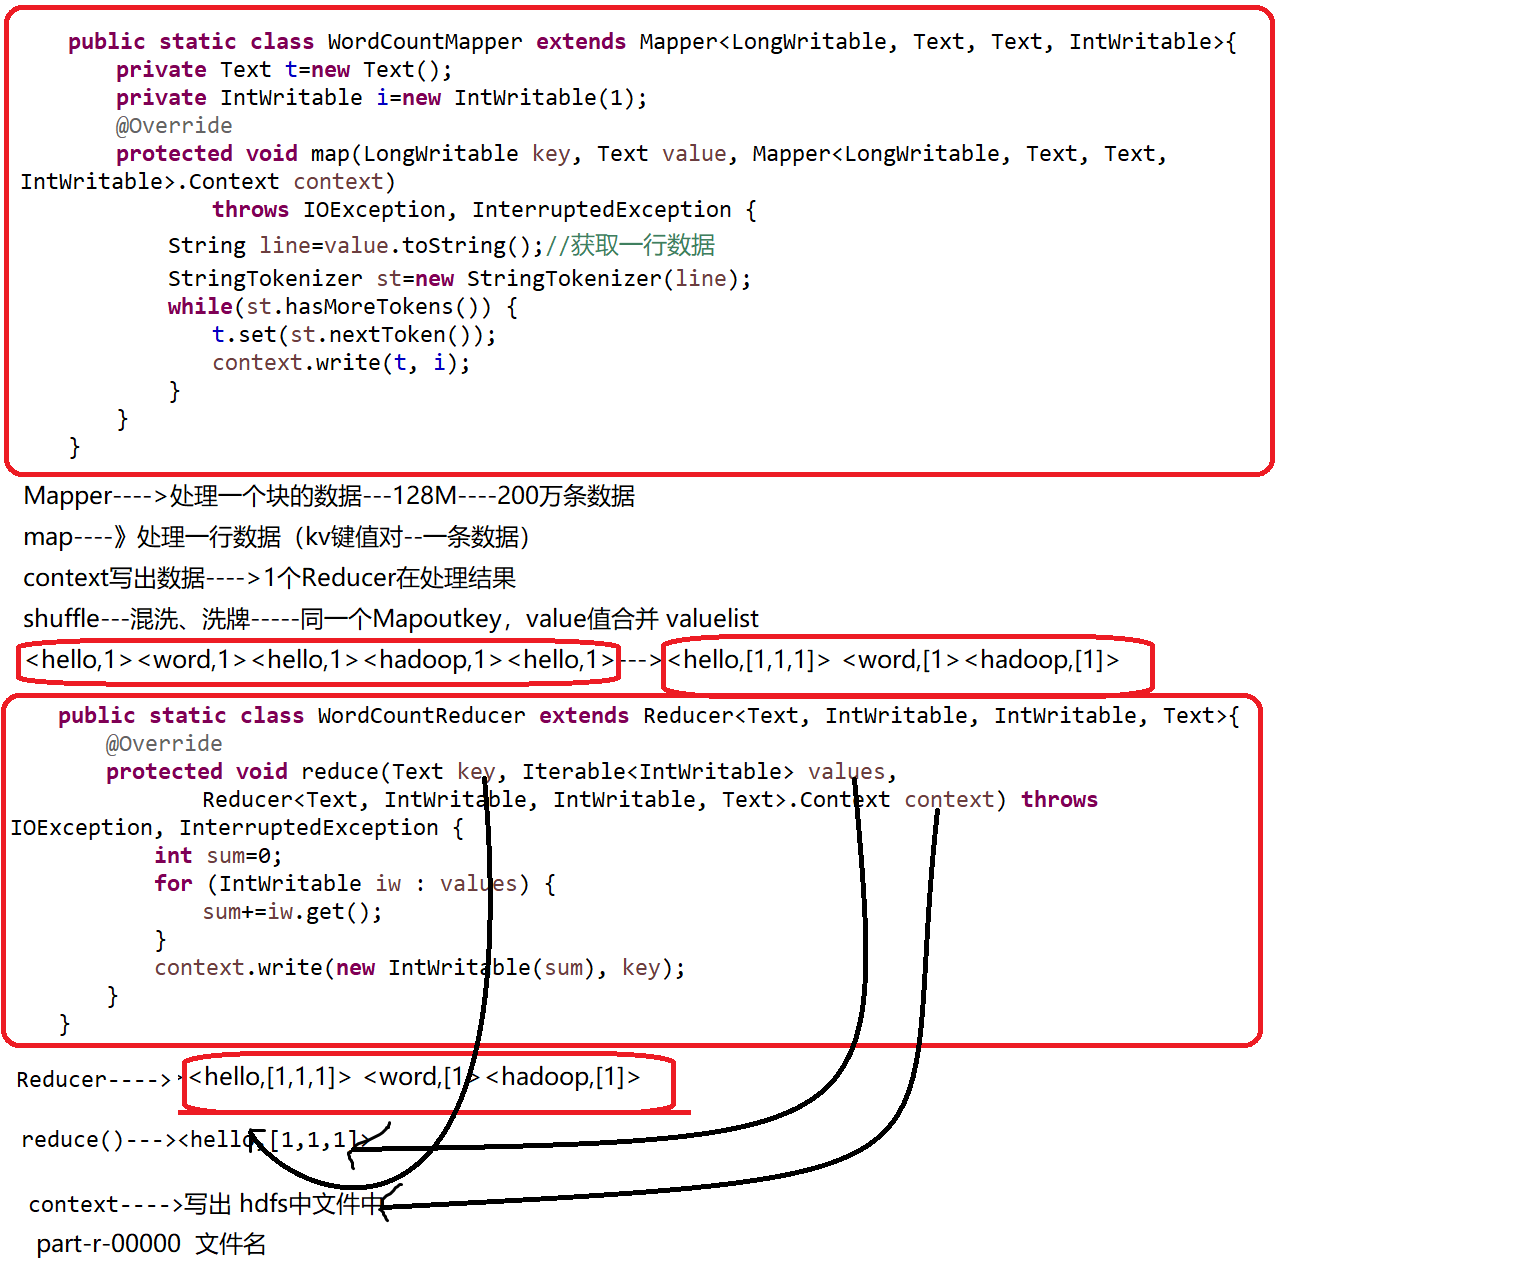 public static class WordCountMapper extends Mapper<LongWritable, Text, Text, IntWritable>{
private Text t=new Text();
private IntWritable i=new IntWritable(1);
@Override
protected void map(LongWritable key, Text value, Mapper<LongWritable, Text, Text,
IntWritable>.Context context)
throws IOException, InterruptedException {
String line=value.toString();//获取一行数据
StringTokenizer st=new StringTokenizer(line);
while(st.hasMoreTokens()) {
t.set(st.nextToken());
context.write(t, i);
}
}
}
Mapper---->处理一个块的数据---128M----200万条数据
map----》处理一行数据（kv键值对--一条数据）
context写出数据---->1个Reducer在处理结果
shuffle---混洗、洗牌-----同一个Mapoutkey，value值合并 valuelist
<hello,1><word,1><hello,1><hadoop,1><hello,1>---><hello,[1,1,1]> <word,[1><hadoop,[1]>
public static class WordCountReducer extends Reducer<Text, IntWritable, IntWritable, Text>{
@Override
protected void reduce(Text key, Iterable<IntWritable> values,
Reducer<Text, IntWritable, IntWritable, Text>.Context context) throws
IOException, InterruptedException {
int sum=0;
for (IntWritable iw : values) {
sum+=iw.get();
}
context.write(new IntWritable(sum), key);
}
}
Reducer----><hello,[1,1,1]> <word,[1><hadoop,[1]>
reduce()---><hello,[1,1,1]>
context---->写出 hdfs中文件中
part-r-00000 文件名